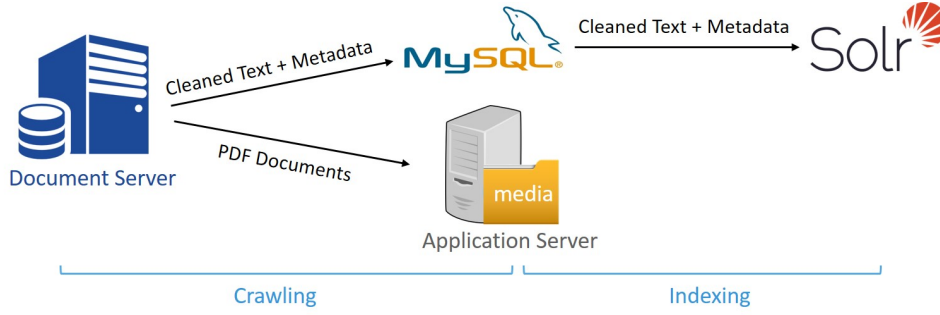 Cleaned Text + Metadata
MySQL®
Cleaned Text + Metadata
Solr
Document Server
PDF Documents
media
Application Server
Crawling
Indexing